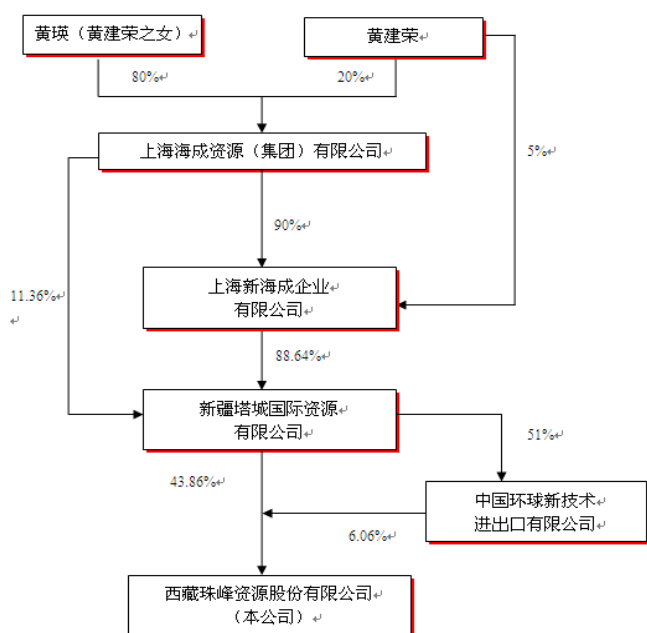 黄瑛（黄建荣之女）
黄建荣
80%
20%
上海海成资源（集团）有限公司
5%
90%
上海新海成企业
有限公司
11.36%
88.64%
新疆塔城国际资源
有限公司
51%
43.86%
中国环球新技术
进出口有限公司
6.06%
西藏珠峰资源股份有限公司
（本公司）